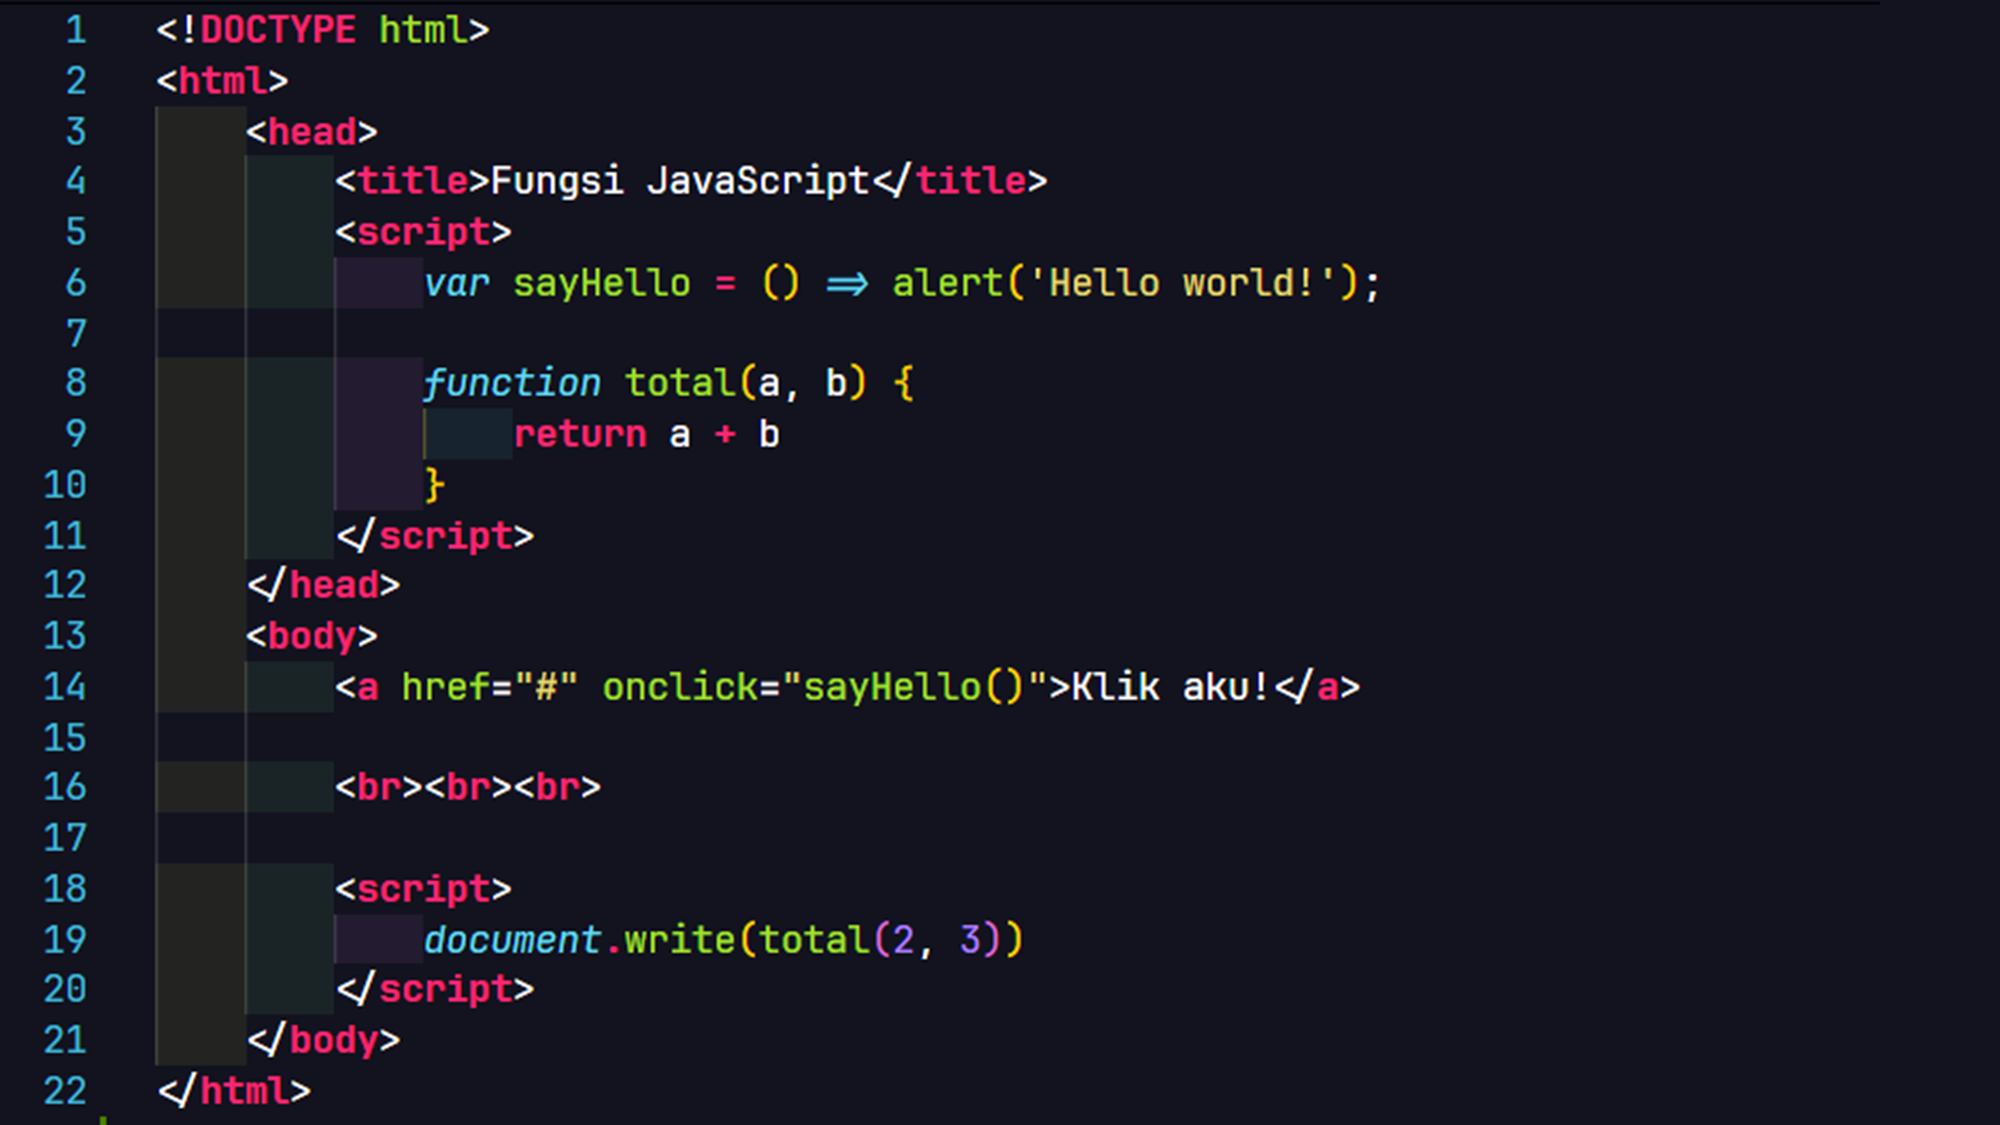 1 <!DOCTYPE html>
2 <html>
3     <head>
4         <title>Fungsi JavaScript</title>
5         <script>
6             var sayHello = () => alert('Hello world!');
7
8             function total(a, b) {
9                 return a + b
10             }
11         </script>
12     </head>
13     <body>
14         <a href="#" onclick="sayHello()">Klik aku!</a>
15
16         <br><br><br>
17
18         <script>
19             document.write(total(2, 3))
20         </script>
21     </body>
22 </html>